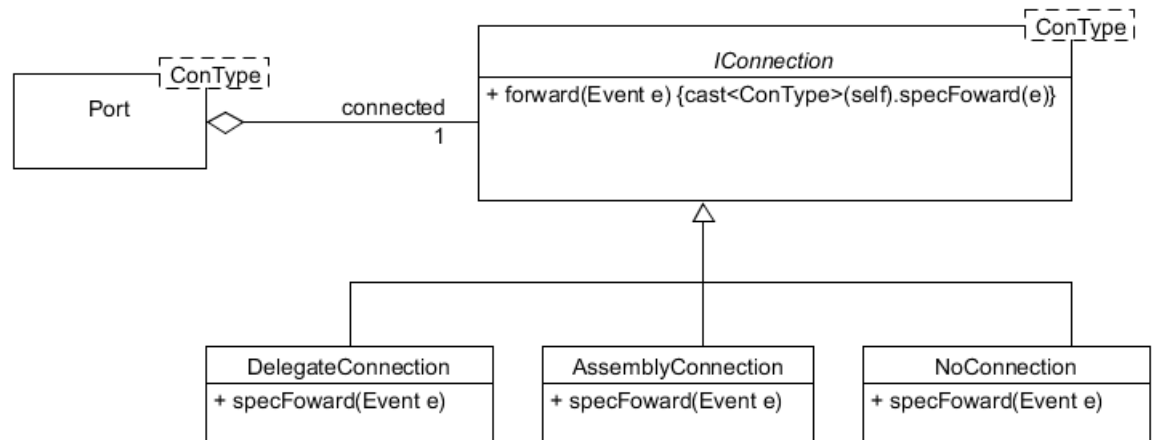 ConType
IConnection
ConType
Port
+ forward(Event e) {cast<ConType>(self).specFoward(e)}
connected
1
DelegateConnection
AssemblyConnection
NoConnection
+ specFoward(Event e)
+ specFoward(Event e)
+ specFoward(Event e)